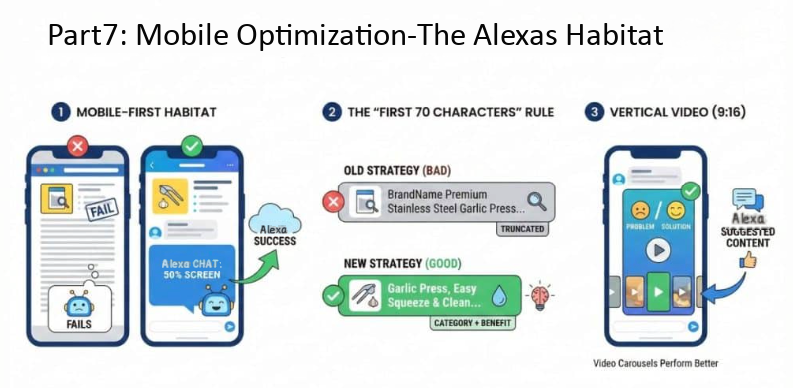 Part7: Mobile Optimization-The Alexas Habitat
1 MOBILE-FIRST HABITAT
FAIL
FAILS
Alexa CHAT:
50% SCREEN
Alexa
SUCCESS
2 THE "FIRST 70 CHARACTERS" RULE
OLD STRATEGY (BAD)
BrandName Premium
Stainless Steel Garlic Press...
TRUNCATED
NEW STRATEGY (GOOD)
Garlic Press, Easy
Squeeze & Clean...
CATEGORY + BENEFIT
3 VERTICAL VIDEO (9:16)
PROBLEM / SOLUTION
Alexa
SUGGESTED
CONTENT
Video Carousels Perform Better